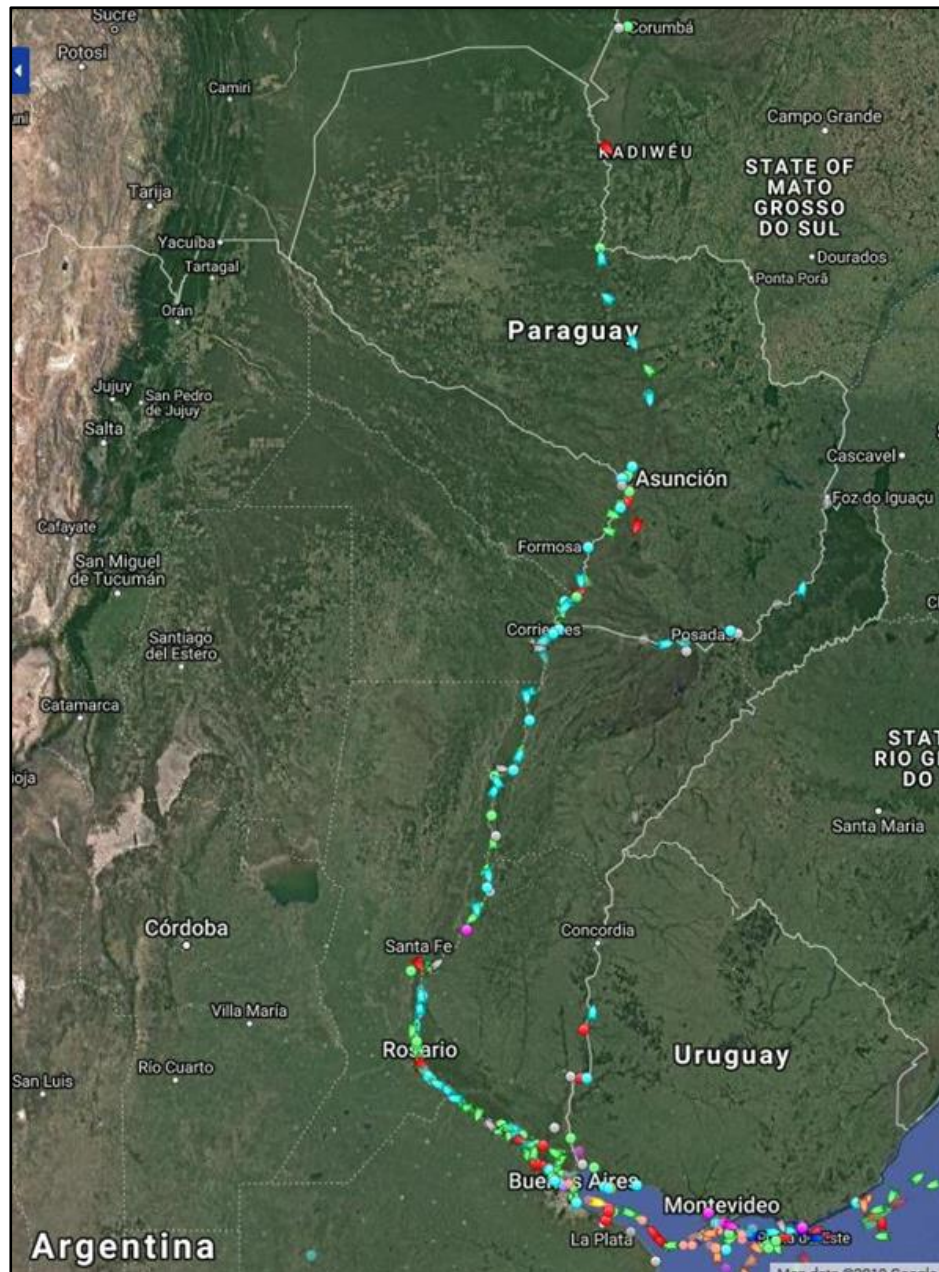 Sucre
Corumbá
Potosí
Camiri
Campo Grande
KADIWÉU
STATE OF
MATO
GROSSO
DO SUL
Tarija
Yacuiba
Tartagal
Dourados
Ponta Porã
Orán
Paraguay
Jujuy
San Pedro
de Jujuy
Salta
Cascavel
Asunción
Foz do Iguaçu
Cafayate
Formosa
San Miguel
de Tucumán
Corrientes
Posadas
Santiago
del Estero
Catamarca
STAT
RIO G
DO
ioja
Santa Maria
Concordia
Córdoba
Santa Fe
Villa María
Rosario
Uruguay
Río Cuarto
San Luis
Buenos Aires
Montevideo
La Plata
Argentina